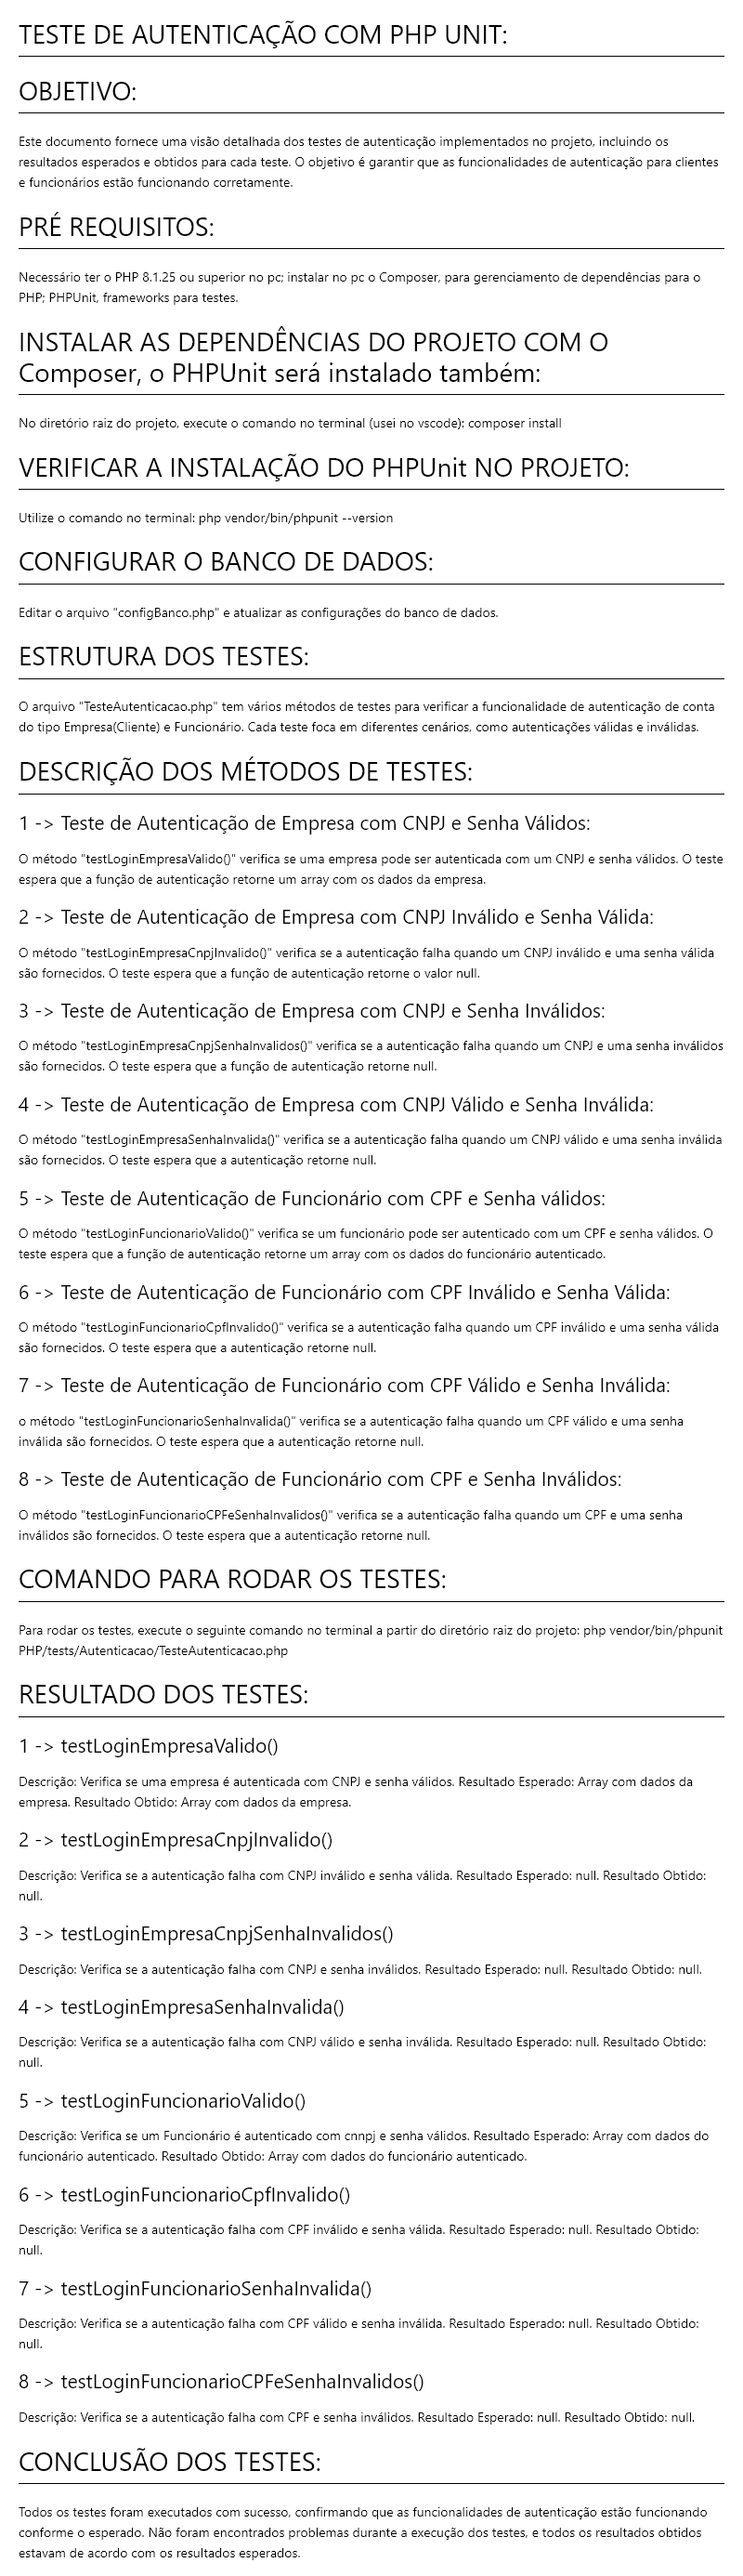 TESTE DE AUTENTICAÇÃO COM PHP UNIT:
OBJETIVO:
Este documento fornece uma visão detalhada dos testes de autenticação implementados no projeto, incluindo os
resultados esperados e obtidos para cada teste. O objetivo é garantir que as funcionalidades de autenticação para clientes
e funcionários estão funcionando corretamente.
PRÉ REQUISITOS:
Necessário ter o PHP 8.1.25 ou superior no pc; instalar no pc o Composer, para gerenciamento de dependências para o
PHP; PHPUnit, frameworks para testes.
INSTALAR AS DEPENDÊNCIAS DO PROJETO COM O
Composer, o PHPUnit será instalado também:
No diretório raiz do projeto, execute o comando no terminal (usei no vscode): composer install
VERIFICAR A INSTALAÇÃO DO PHPUnit NO PROJETO:
Utilize o comando no terminal: php vendor/bin/phpunit --version
CONFIGURAR O BANCO DE DADOS:
Editar o arquivo "configBanco.php" e atualizar as configurações do banco de dados.
ESTRUTURA DOS TESTES:
O arquivo "TesteAutenticacao.php" tem vários métodos de testes para verificar a funcionalidade de autenticação de conta
do tipo Empresa(Cliente) e Funcionário. Cada teste foca em diferentes cenários, como autenticações válidas e inválidas.
DESCRIÇÃO DOS MÉTODOS DE TESTES:
1 -> Teste de Autenticação de Empresa com CNPJ e Senha Válidos:
O método "testLoginEmpresaValido()" verifica se uma empresa pode ser autenticada com um CNPJ e senha válidos. O teste
espera que a função de autenticação retorne um array com os dados da empresa.
2 -> Teste de Autenticação de Empresa com CNPJ Inválido e Senha Válida:
O método "testLoginEmpresaCnpjInvalido()" verifica se a autenticação falha quando um CNPJ inválido e uma senha válida
são fornecidos. O teste espera que a função de autenticação retorne o valor null.
3 -> Teste de Autenticação de Empresa com CNPJ e Senha Inválidos:
O método "testLoginEmpresaCnpjSenhaInvalidos()" verifica se a autenticação falha quando um CNPJ e uma senha inválidos
são fornecidos. O teste espera que a função de autenticação retorne null.
4 -> Teste de Autenticação de Empresa com CNPJ Válido e Senha Inválida:
O método "testLoginEmpresaSenhaInvalida()" verifica se a autenticação falha quando um CNPJ válido e uma senha inválida
são fornecidos. O teste espera que a autenticação retorne null.
5 -> Teste de Autenticação de Funcionário com CPF e Senha válidos:
O método "testLoginFuncionarioValido()" verifica se um funcionário pode ser autenticado com um CPF e senha válidos. O
teste espera que a função de autenticação retorne um array com os dados do funcionário autenticado.
6 -> Teste de Autenticação de Funcionário com CPF Inválido e Senha Válida:
O método "testLoginFuncionarioCpfInvalido()" verifica se a autenticação falha quando um CPF inválido e uma senha válida
são fornecidos. O teste espera que a autenticação retorne null.
7 -> Teste de Autenticação de Funcionário com CPF Válido e Senha Inválida:
o método "testLoginFuncionarioSenhaInvalida()" verifica se a autenticação falha quando um CPF válido e uma senha
inválida são fornecidos. O teste espera que a autenticação retorne null.
8 -> Teste de Autenticação de Funcionário com CPF e Senha Inválidos:
O método "testLoginFuncionarioCPFeSenhaInvalidos()" verifica se a autenticação falha quando um CPF e uma senha
inválidos são fornecidos. O teste espera que a autenticação retorne null.
COMANDO PARA RODAR OS TESTES:
Para rodar os testes, execute o seguinte comando no terminal a partir do diretório raiz do projeto: php vendor/bin/phpunit
PHP/tests/Autenticacao/TesteAutenticacao.php
RESULTADO DOS TESTES:
1 -> testLoginEmpresaValido()
Descrição: Verifica se uma empresa é autenticada com CNPJ e senha válidos. Resultado Esperado: Array com dados da
empresa. Resultado Obtido: Array com dados da empresa.
2 -> testLoginEmpresaCnpjInvalido()
Descrição: Verifica se a autenticação falha com CNPJ inválido e senha válida. Resultado Esperado: null. Resultado Obtido:
null.
3 -> testLoginEmpresaCnpjSenhaInvalidos()
Descrição: Verifica se a autenticação falha com CNPJ e senha inválidos. Resultado Esperado: null. Resultado Obtido: null.
4 -> testLoginEmpresaSenhaInvalida()
Descrição: Verifica se a autenticação falha com CNPJ válido e senha inválida. Resultado Esperado: null. Resultado Obtido:
null.
5 -> testLoginFuncionarioValido()
Descrição: Verifica se um Funcionário é autenticado com cnnpj e senha válidos. Resultado Esperado: Array com dados do
funcionário autenticado. Resultado Obtido: Array com dados do funcionário autenticado.
6 -> testLoginFuncionarioCpfInvalido()
Descrição: Verifica se a autenticação falha com CPF inválido e senha válida. Resultado Esperado: null. Resultado Obtido:
null.
7 -> testLoginFuncionarioSenhaInvalida()
Descrição: Verifica se a autenticação falha com CPF válido e senha inválida. Resultado Esperado: null. Resultado Obtido:
null.
8 -> testLoginFuncionarioCPFeSenhaInvalidos()
Descrição: Verifica se a autenticação falha com CPF e senha inválidos. Resultado Esperado: null. Resultado Obtido: null.
CONCLUSÃO DOS TESTES:
Todos os testes foram executados com sucesso, confirmando que as funcionalidades de autenticação estão funcionando
conforme o esperado. Não foram encontrados problemas durante a execução dos testes, e todos os resultados obtidos
estavam de acordo com os resultados esperados.